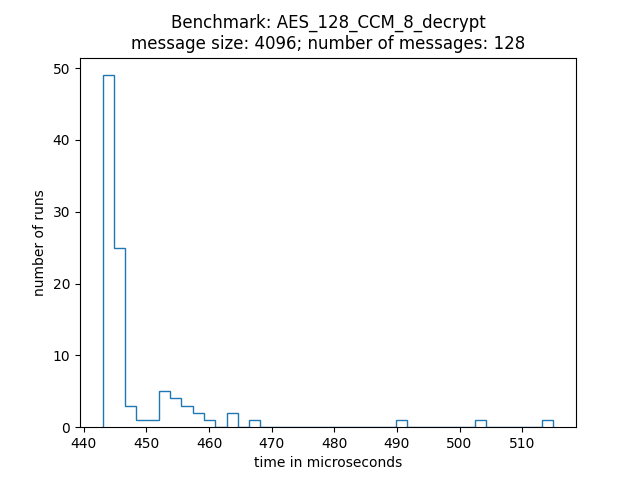 Benchmark: AES_128_CCM_8_decrypt
message size: 4096; number of messages: 128
50
40
30
20
10
0
number of runs
440 450 460 470 480 490 500 510
time in microseconds